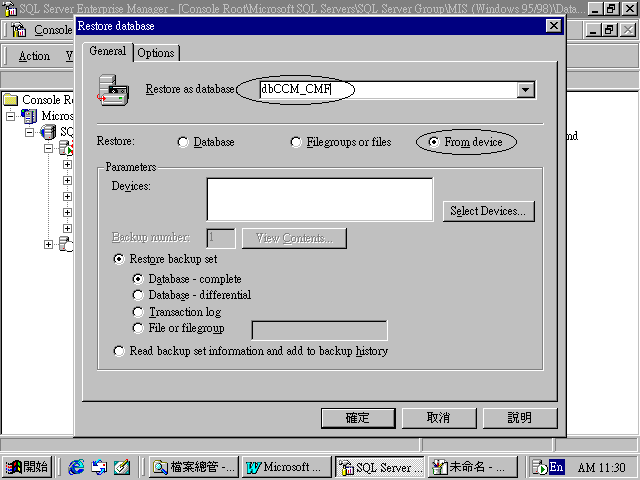 SQL Server Enterprise Manager - [Console Root\Microsoft SQL Servers\SQL Server Group\MIS (Windows 95/98)\Data...
Restore database
Console
Action V
General Options
Console Ro
Micros
SQ
nd
Restore as database: dbCCM_CMF
Restore: Database Filegroups or files From device
Parameters
Devices:
Select Devices...
Backup number: 1 View Contents...
Restore backup set
Database - complete
Database - differential
Transaction log
File or filegroup
Read backup set information and add to backup history
確定 取消 說明
開始 檔案總管 -... Microsoft ... SQL Server ... 未命名 - ... En AM 11:30